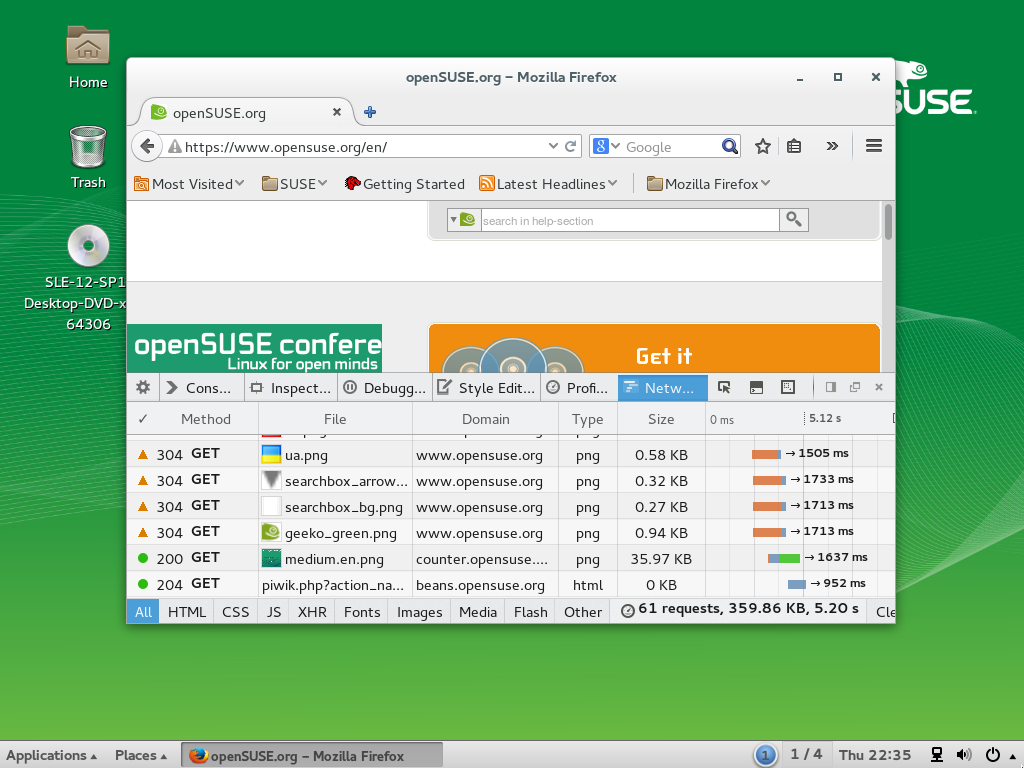 Home
Trash
SLE-12-SP1
Desktop-DVD-x
64306
SUSE
openSUSE.org – Mozilla Firefox
openSUSE.org
https://www.opensuse.org/en/
Google
Most Visited
SUSE
Getting Started
Latest Headlines
Mozilla Firefox
search in help-section
openSUSE confere
Linux for open minds
Get it
Cons...
Inspect...
Debugg...
Style Edit...
Profi...
Netw...
✓ Method File Domain Type Size 0 ms 5.12 s
304 GET ua.png www.opensuse.org png 0.58 KB → 1505 ms
304 GET searchbox_arrow... www.opensuse.org png 0.32 KB → 1733 ms
304 GET searchbox_bg.png www.opensuse.org png 0.27 KB → 1713 ms
304 GET geeko_green.png www.opensuse.org png 0.94 KB → 1713 ms
200 GET medium.en.png counter.opensuse.... png 35.97 KB → 1637 ms
204 GET piwik.php?action_na... beans.opensuse.org html 0 KB → 952 ms
All HTML CSS JS XHR Fonts Images Media Flash Other 61 requests, 359.86 KB, 5.20 s Cle
Applications Places openSUSE.org – Mozilla Firefox 1 1 / 4 Thu 22:35